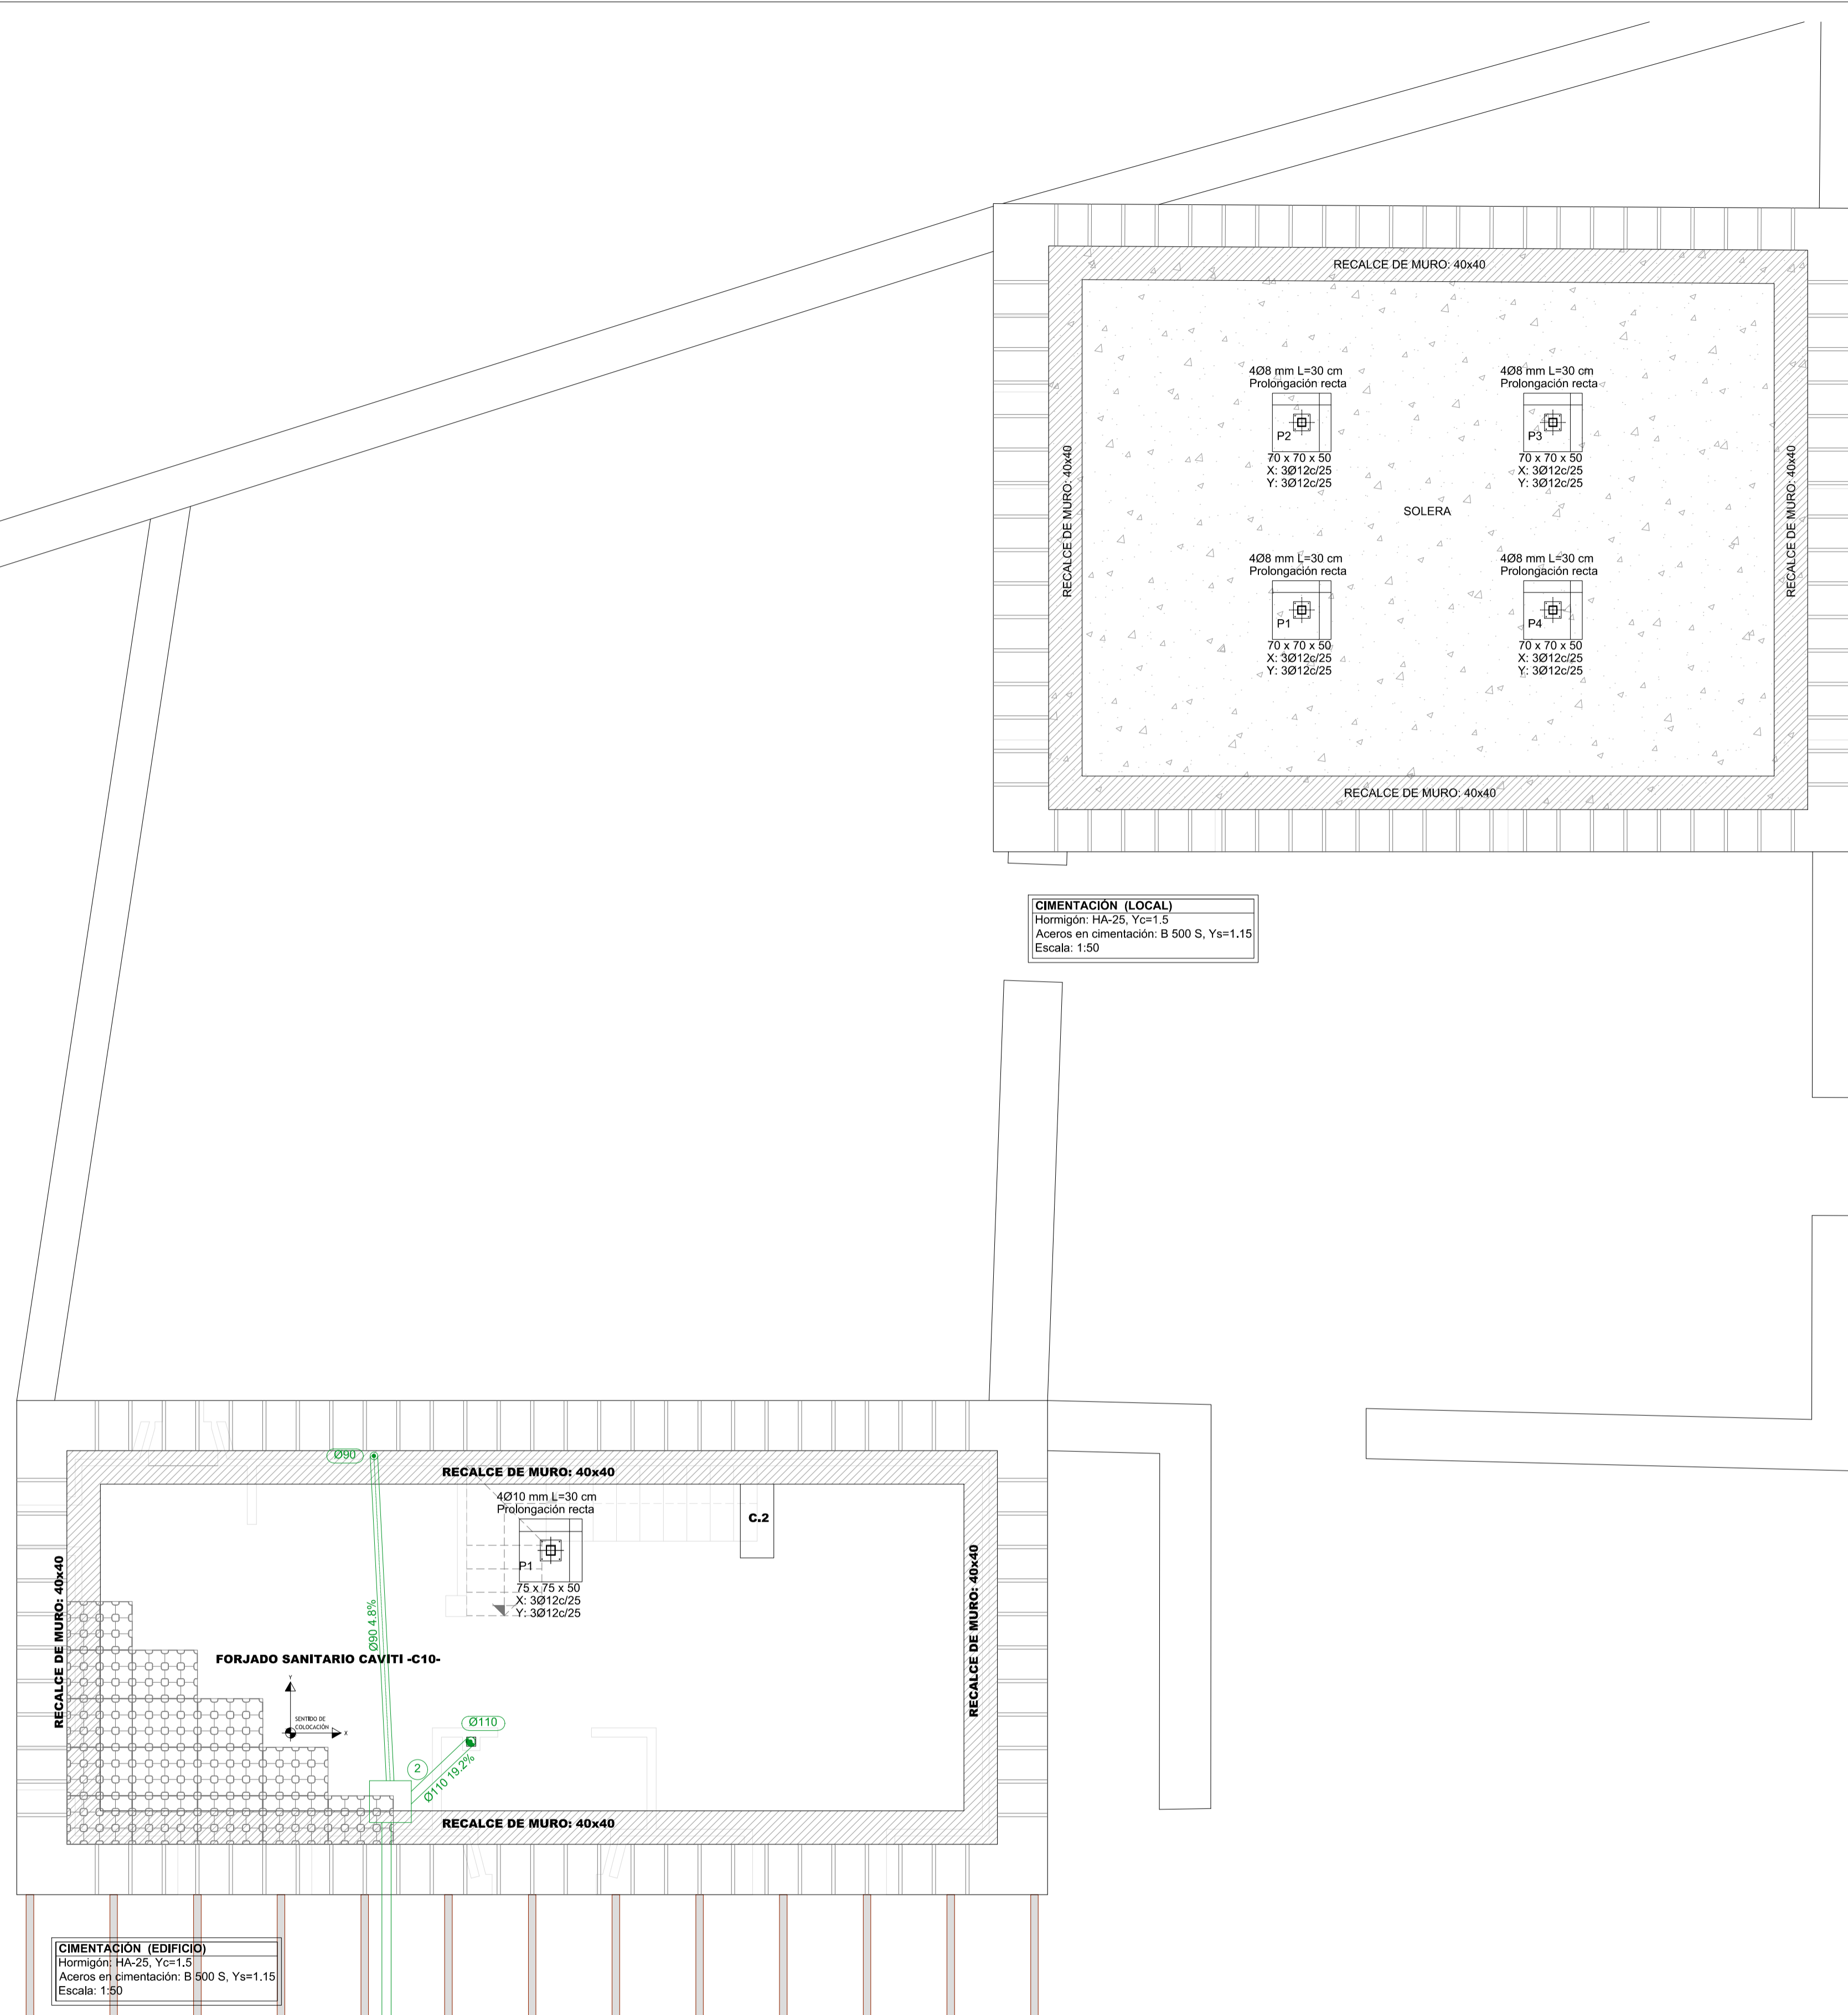 RECALCE DE MURO: 40x40
RECALCE DE MURO: 40x40
4Ø8 mm L=30 cm
Prolongación recta
P2
70 x 70 x 50
X: 3Ø12c/25
Y: 3Ø12c/25
4Ø8 mm L=30 cm
Prolongación recta
P3
70 x 70 x 50
X: 3Ø12c/25
Y: 3Ø12c/25
RECALCE DE MURO: 40x40
SOLERA
4Ø8 mm L=30 cm
Prolongación recta
P1
70 x 70 x 50
X: 3Ø12c/25
Y: 3Ø12c/25
4Ø8 mm L=30 cm
Prolongación recta
P4
70 x 70 x 50
X: 3Ø12c/25
Y: 3Ø12c/25
RECALCE DE MURO: 40x40
CIMENTACIÓN (LOCAL)
Hormigón: HA-25, Yc=1.5
Aceros en cimentación: B 500 S, Ys=1.15
Escala: 1:50
Ø90
RECALCE DE MURO: 40x40
4Ø10 mm L=30 cm
Prolongación recta
P1
75 x 75 x 50
X: 3Ø12c/25
Y: 3Ø12c/25
C.2
RECALCE DE MURO: 40x40
Ø90 4.8%
RECALCE DE MURO: 40x40
FORJADO SANITARIO CAVITI -C10-
Y
SENTIDO DE
COLOCACIÓN
X
Ø110
2
Ø110 19.2%
RECALCE DE MURO: 40x40
CIMENTACIÓN (EDIFICIO)
Hormigón: HA-25, Yc=1.5
Aceros en cimentación: B 500 S, Ys=1.15
Escala: 1:50